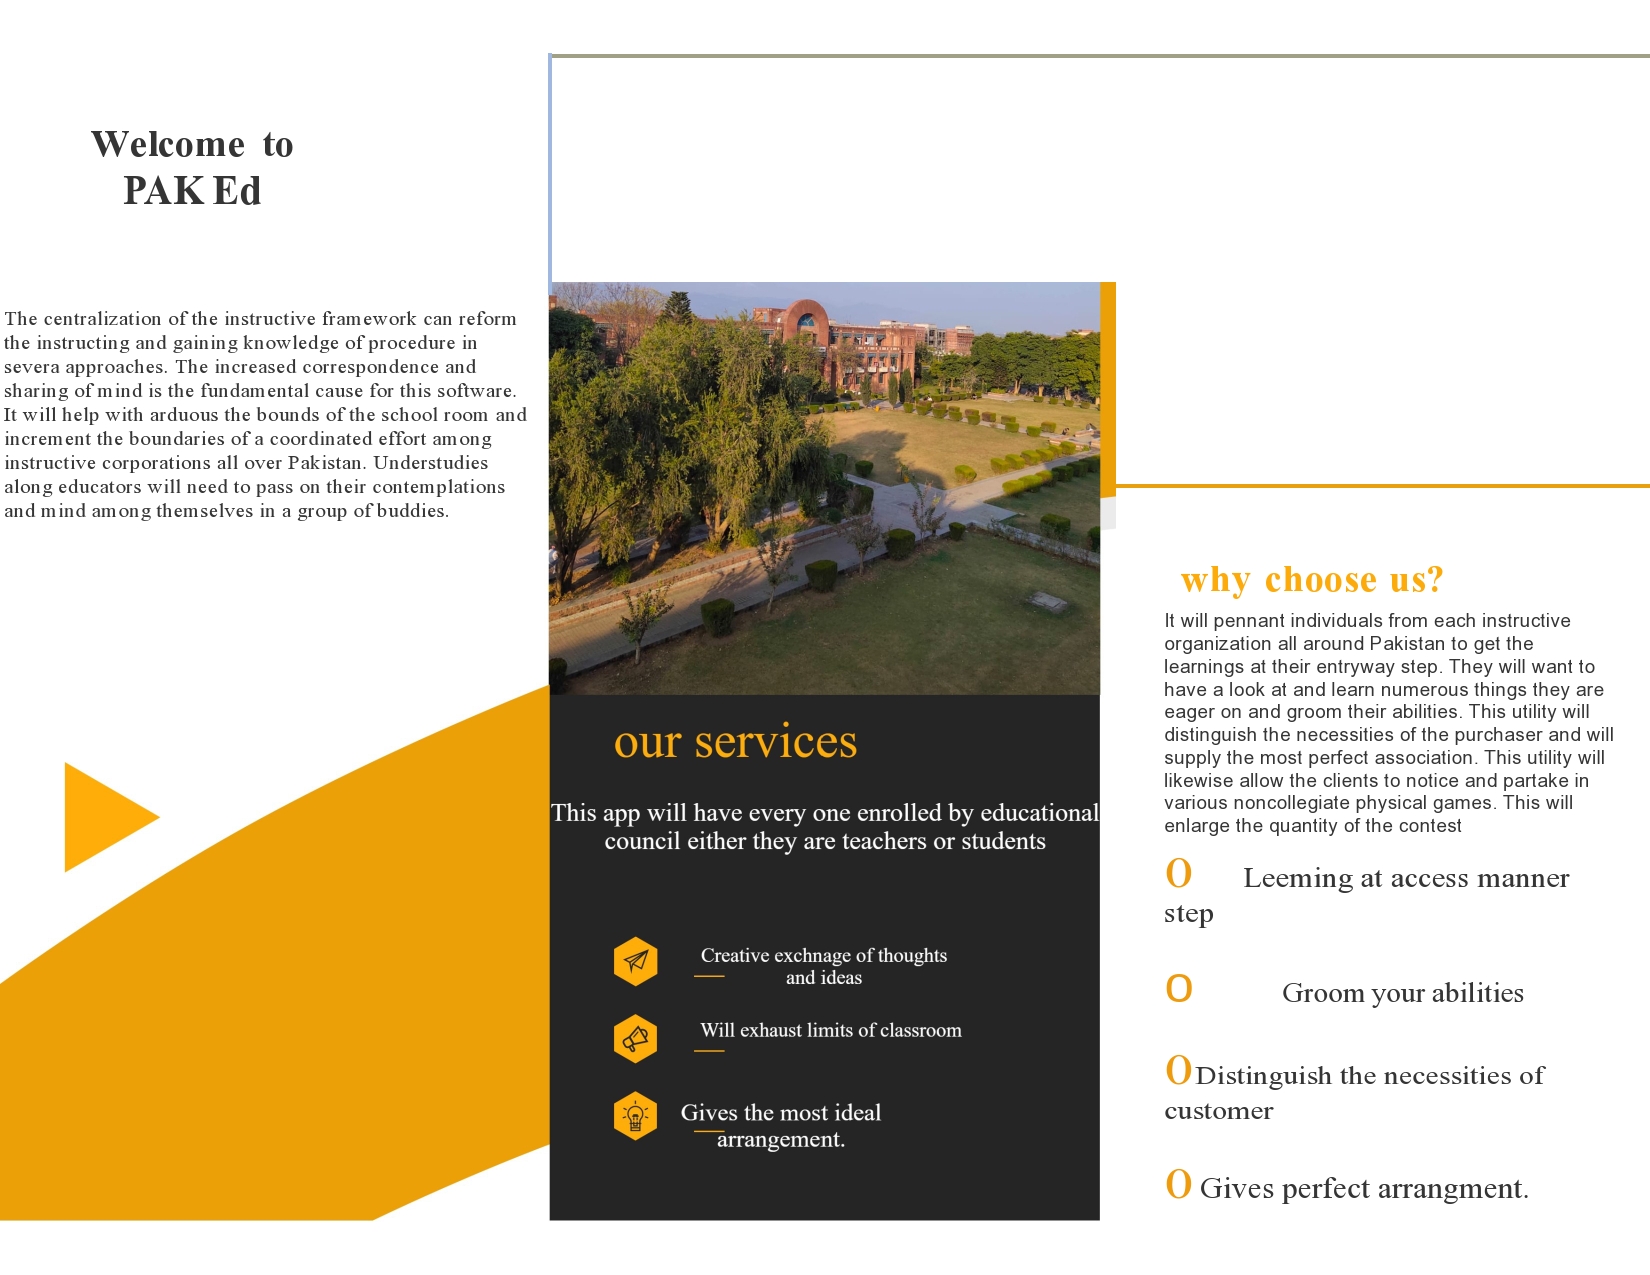 Welcome to
PAK Ed
The centralization of the instructive framework can reform
the instructing and gaining knowledge of procedure in
severa approaches. The increased correspondence and
sharing of mind is the fundamental cause for this software.
It will help with arduous the bounds of the school room and
increment the boundaries of a coordinated effort among
instructive corporations all over Pakistan. Understudies
along educators will need to pass on their contemplations
and mind among themselves in a group of buddies.
our services
This app will have every one enrolled by educational
council either they are teachers or students
Creative exchnage of thoughts
and ideas
Will exhaust limits of classroom
Gives the most ideal
arrangement.
why choose us?
It will pennant individuals from each instructive
organization all around Pakistan to get the
learnings at their entryway step. They will want to
have a look at and learn numerous things they are
eager on and groom their abilities. This utility will
distinguish the necessities of the purchaser and will
supply the most perfect association. This utility will
likewise allow the clients to notice and partake in
various noncollegiate physical games. This will
enlarge the quantity of the contest
O Leeming at access manner
step
O Groom your abilities
O Distinguish the necessities of
customer
O Gives perfect arrangment.